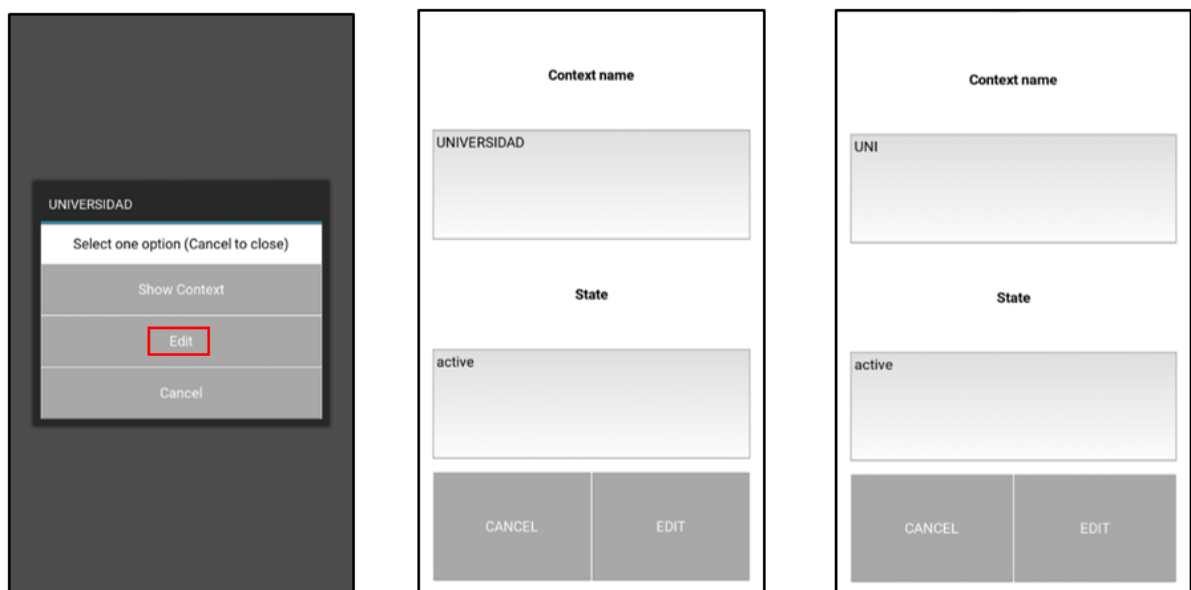 UNIVERSIDAD
Select one option (Cancel to close)
Show Context
Edit
Cancel
Context name
UNIVERSIDAD
State
active
CANCEL EDIT
Context name
UNI
State
active
CANCEL EDIT